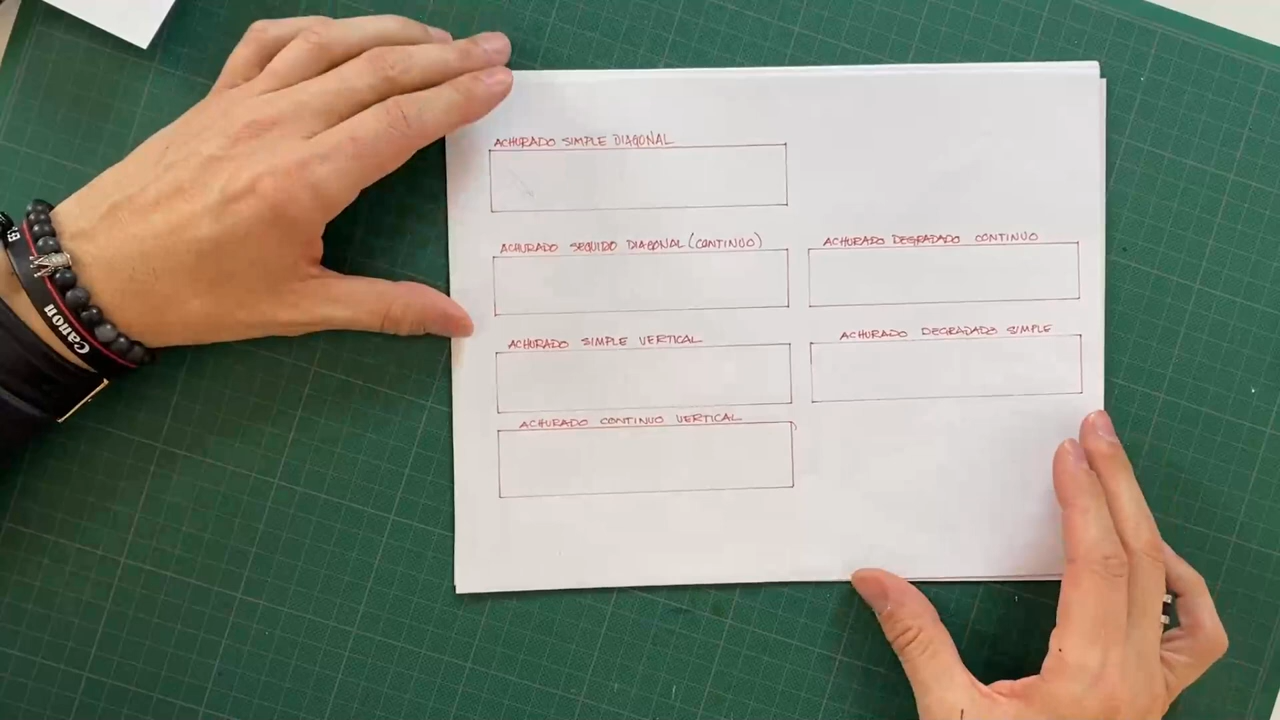 ACHURADO SIMPLE DIAGONAL
ACHURADO SEGUIDO DIAGONAL (CONTINUO)
ACHURADO SIMPLE VERTICAL
ACHURADO CONTINUO VERTICAL
ACHURADO DEGRADADO CONTINUO
ACHURADO DEGRADADO SIMPLE
Canon